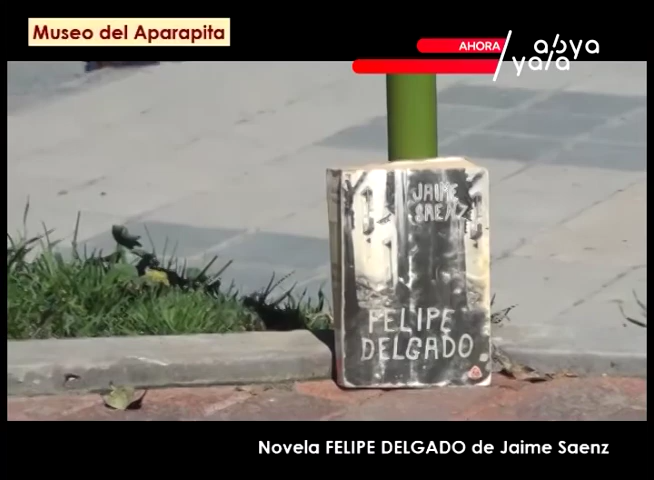 Museo del Aparapita
AHORA
abya
yala
JAIME
SAENZ
FELIPE
DELGADO
Novela FELIPE DELGADO de Jaime Saenz